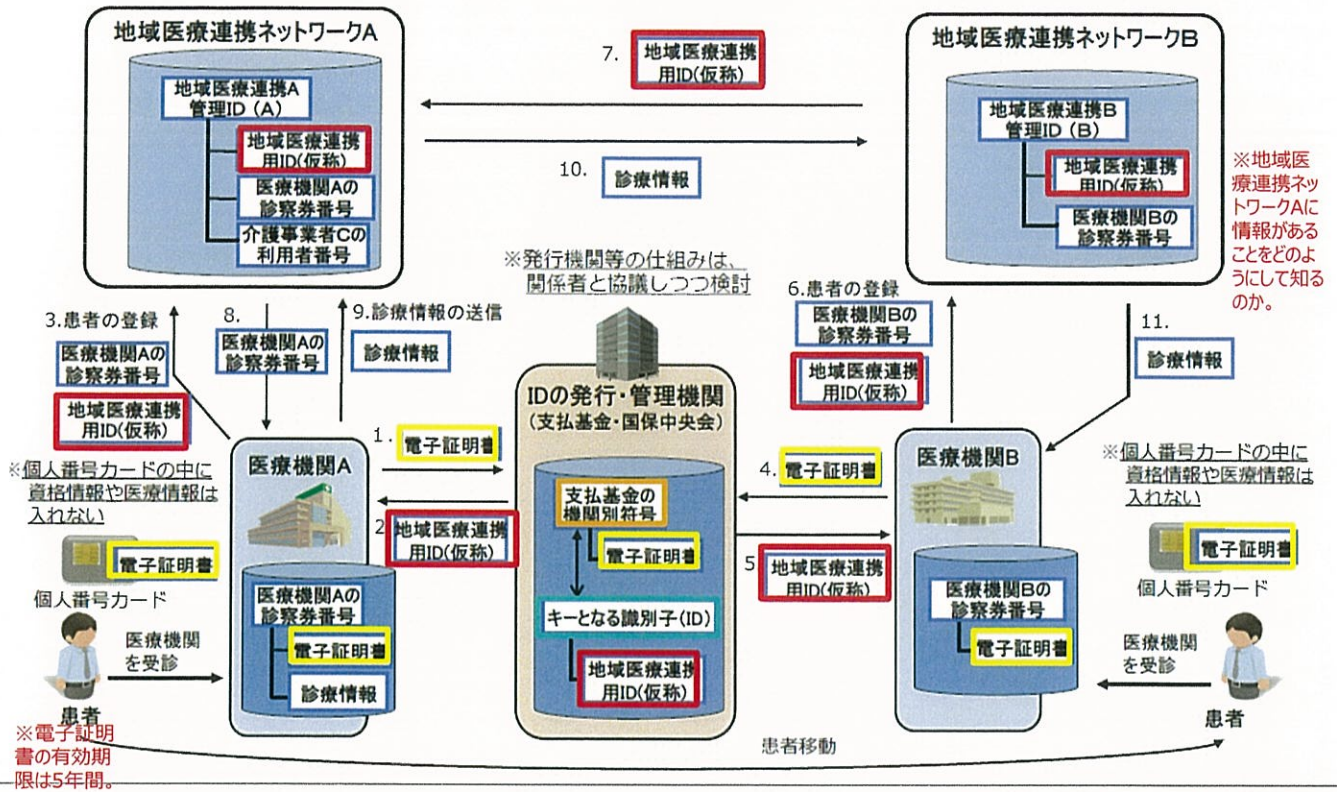 地域医療連携ネットワークA
地域医療連携A
管理ID（A）
地域医療連携
用ID(仮称)
医療機関Aの
診察券番号
介護事業者Cの
利用者番号
7.
地域医療連携
用ID(仮称)
10.
診療情報
地域医療連携ネットワークB
地域医療連携B
管理ID（B）
地域医療連携
用ID(仮称)
医療機関Bの
診察券番号
※地域医
療連携ネッ
トワークAに
情報がある
ことをどのよ
うにして知る
のか。
※発行機関等の仕組みは、
関係者と協議しつつ検討
3.患者の登録
医療機関Aの
診察券番号
地域医療連携
用ID(仮称)
8.
医療機関Aの
診察券番号
9.診療情報の送信
診療情報
6.患者の登録
医療機関Bの
診察券番号
地域医療連携
用ID(仮称)
11.
診療情報
IDの発行・管理機関
（支払基金・国保中央会）
支払基金の
機関別符号
電子証明書
キーとなる識別子(ID)
地域医療連携
用ID(仮称)
1.
電子証明書
2
地域医療連携
用ID(仮称)
4.
電子証明書
5
地域医療連携
用ID(仮称)
※個人番号カードの中に
資格情報や医療情報は
入れない
電子証明書
個人番号カード
医療機関
を受診
患者
※電子証明
書の有効期
限は5年間。
医療機関A
医療機関Aの
診察券番号
電子証明書
診療情報
医療機関B
医療機関Bの
診察券番号
電子証明書
※個人番号カードの中に
資格情報や医療情報は
入れない
電子証明書
個人番号カード
医療機関
を受診
患者
患者移動